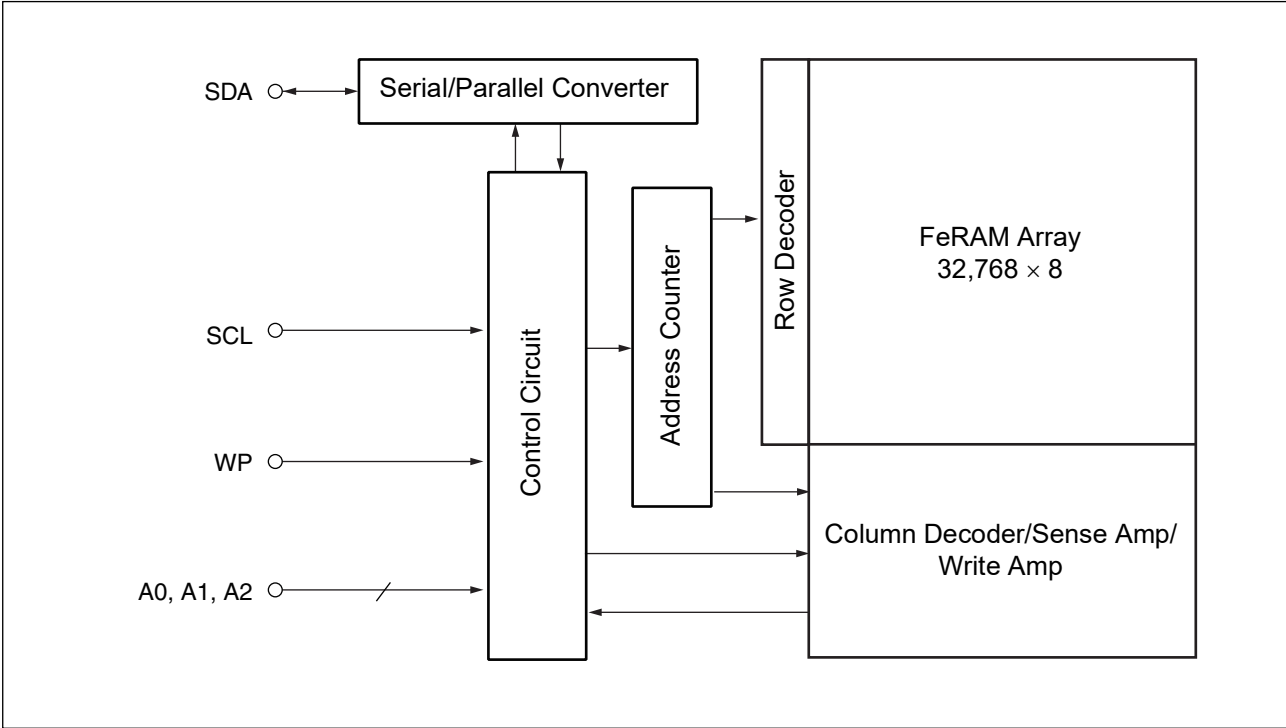 SDA
Serial/Parallel Converter
SCL
WP
A0, A1, A2
Control Circuit
Address Counter
Row Decoder
FeRAM Array
32,768 × 8
Column Decoder/Sense Amp/
Write Amp